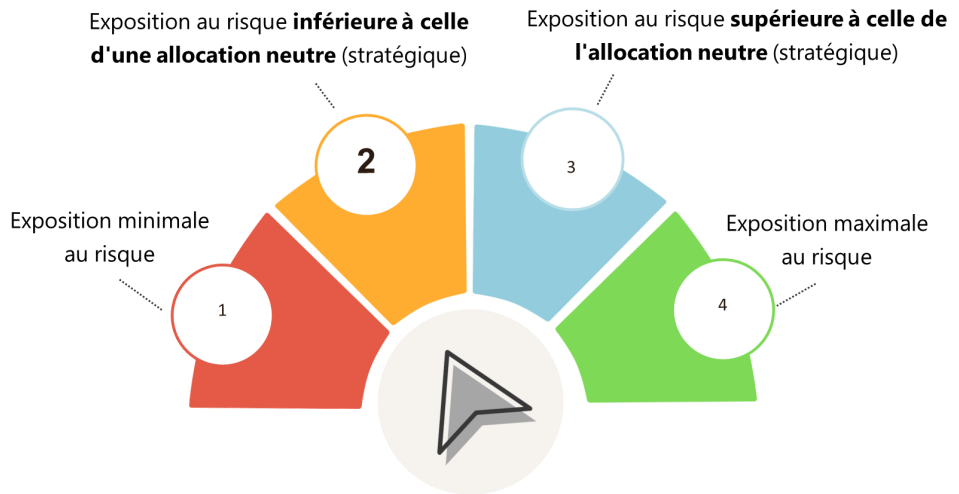 Exposition au risque inférieure à celle
d'une allocation neutre (stratégique)
Exposition au risque supérieure à celle de
l'allocation neutre (stratégique)
2
3
Exposition minimale
au risque
Exposition maximale
au risque
1
4